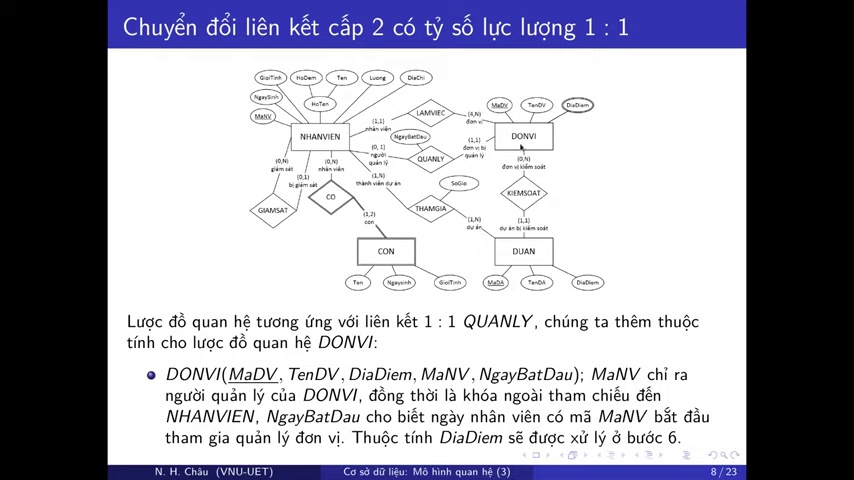 Chuyển đổi liên kết cấp 2 có tỷ số lực lượng 1 : 1
GioiTinh
HoDem
Ten
Luong
DiaChi
NgaySinh
HoTen
MaNV
NHANVIEN
LAMVIEC
(1,1)
nhân viên
(4,N)
đơn vị
MaDV
TenDV
DiaDiem
DONVI
NgayBatDau
(0, 1)
người
quản lý
QUANLY
(1,1)
đơn vị bị
quản lý
(0,N)
giám sát
(0,1)
bị giám sát
(0,N)
nhân viên
(1,N)
thành viên dự án
(0,N)
đơn vị kiểm soát
SoGio
GIAMSAT
CO
THAMGIA
KIEMSOAT
(1,2)
con
(1,N)
dự án
(1,1)
dự án bị kiểm soát
CON
DUAN
Ten
Ngaysinh
GioiTinh
MaDA
TenDA
DiaDiem
Lược đồ quan hệ tương ứng với liên kết 1 : 1 QUANLY, chúng ta thêm thuộc
tính cho lược đồ quan hệ DONVI:
DONVI(MaDV, TenDV, DiaDiem, MaNV, NgayBatDau); MaNV chỉ ra
người quản lý của DONVI, đồng thời là khóa ngoài tham chiếu đến
NHANVIEN, NgayBatDau cho biết ngày nhân viên có mã MaNV bắt đầu
tham gia quản lý đơn vị. Thuộc tính DiaDiem sẽ được xử lý ở bước 6.
N. H. Châu (VNU-UET)
Cơ sở dữ liệu: Mô hình quan hệ (3)
8 / 23